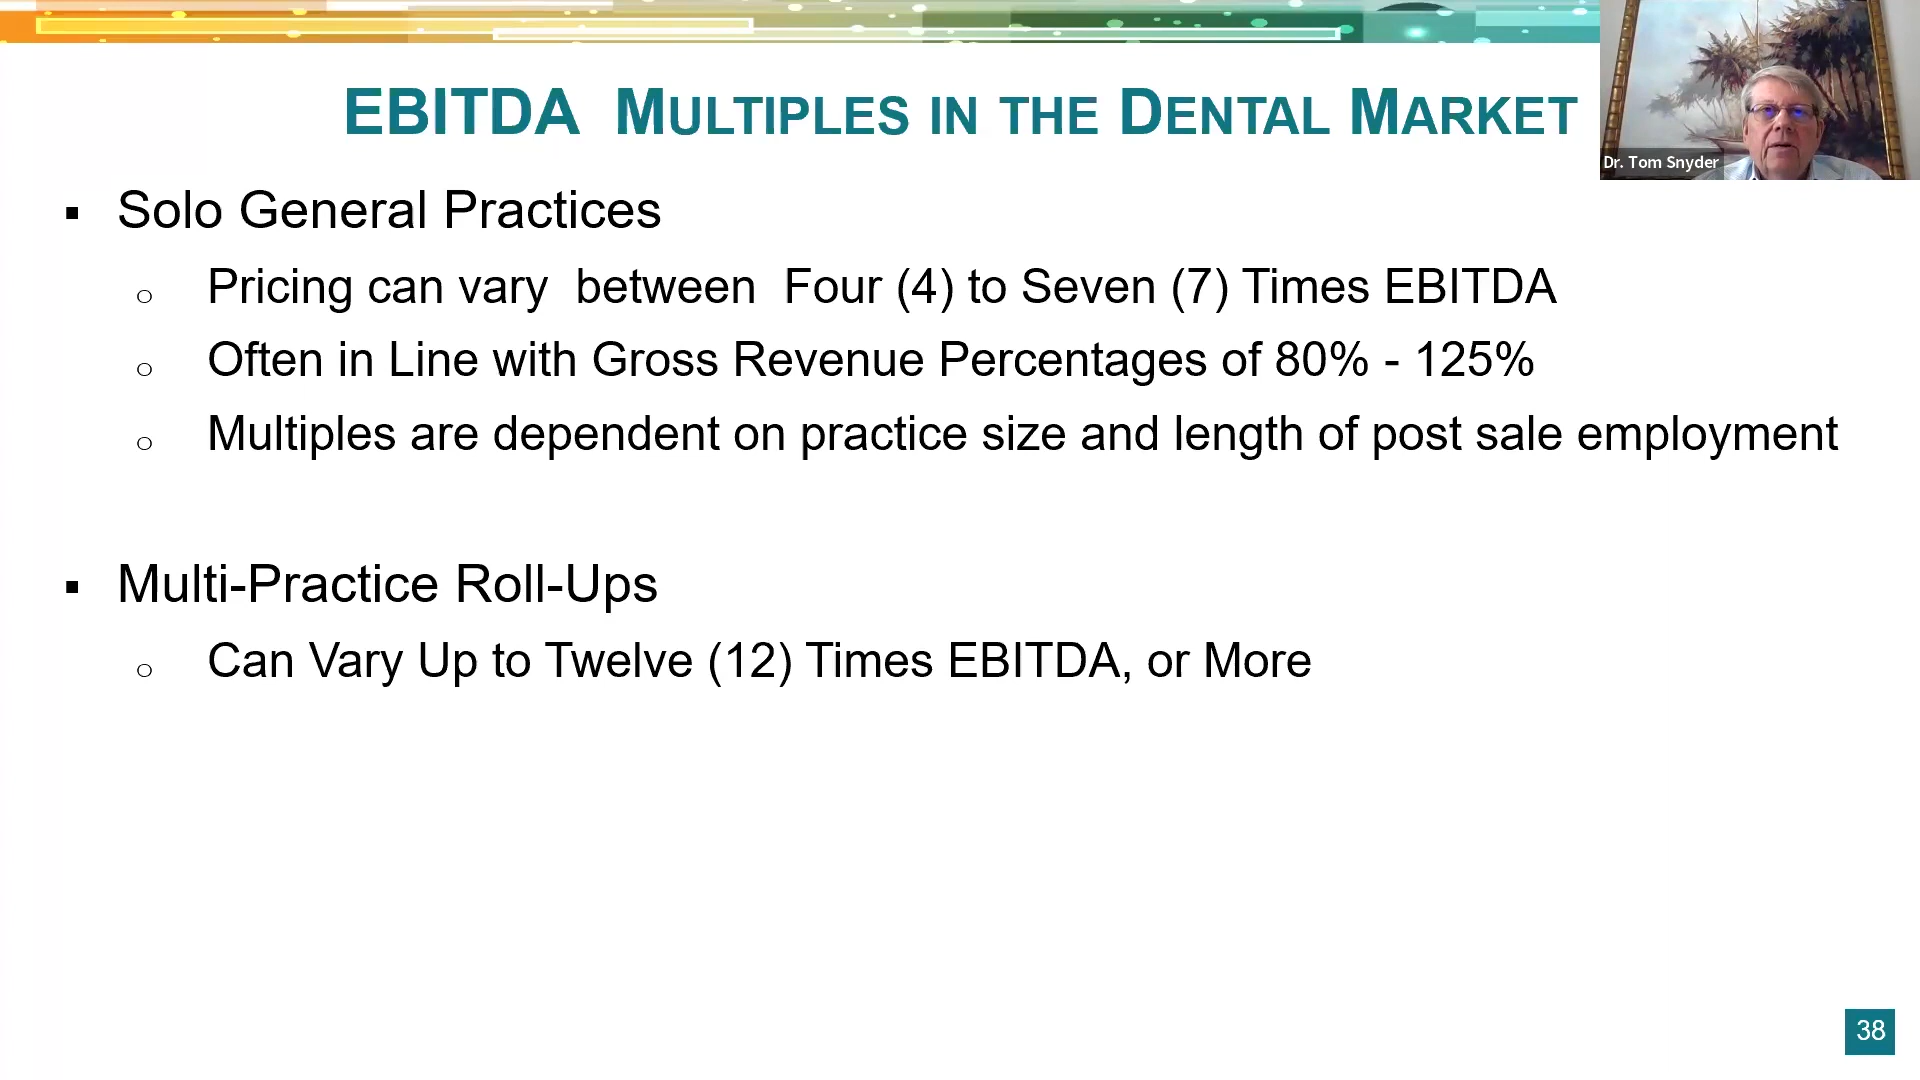 EBITDA MULTIPLES IN THE DENTAL MARKET
Dr. Tom Snyder
▪ Solo General Practices
o Pricing can vary between Four (4) to Seven (7) Times EBITDA
o Often in Line with Gross Revenue Percentages of 80% - 125%
o Multiples are dependent on practice size and length of post sale employment
▪ Multi-Practice Roll-Ups
o Can Vary Up to Twelve (12) Times EBITDA, or More
38